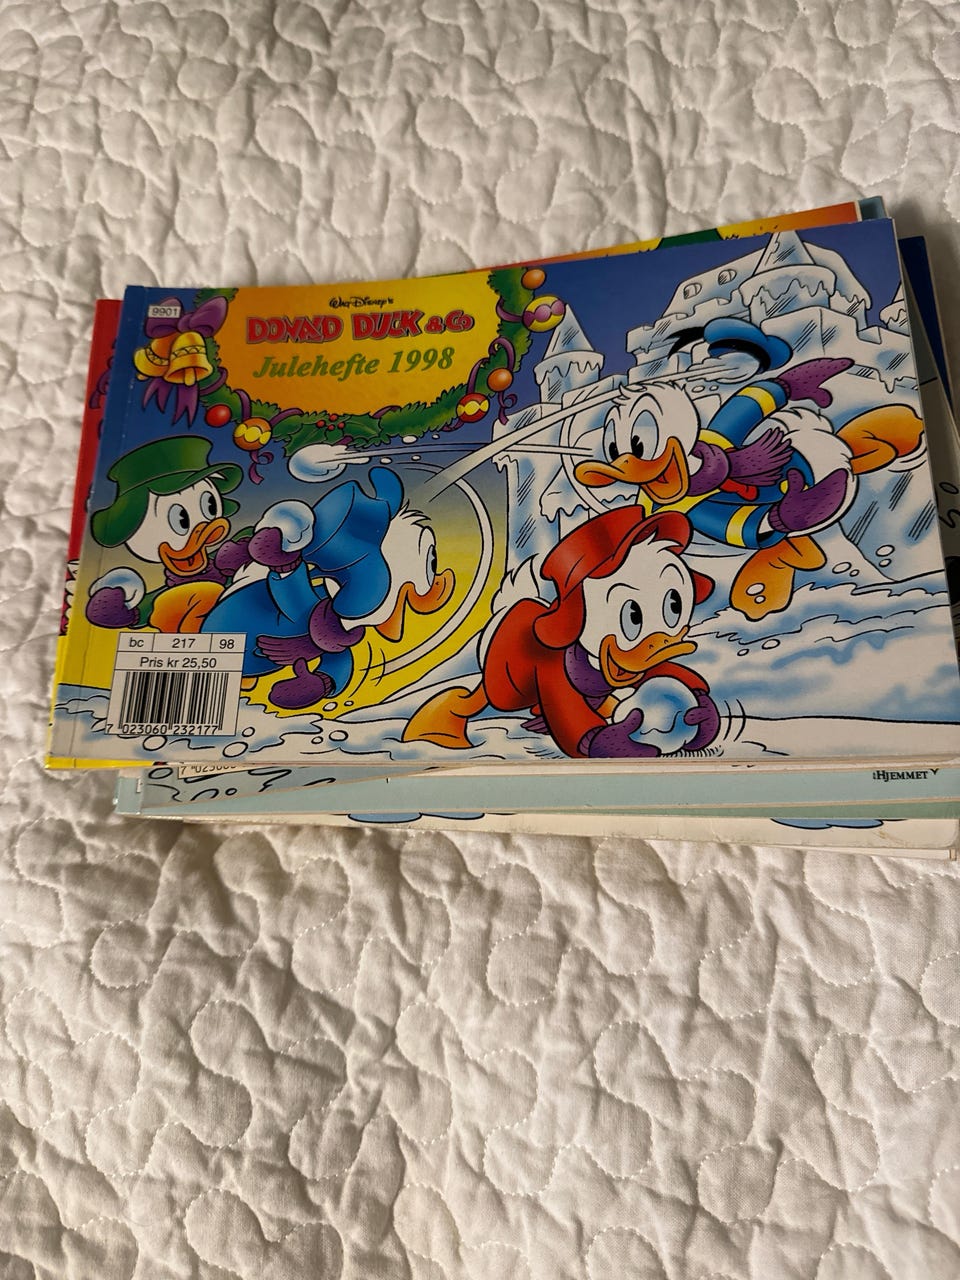 9901
Walt Disney's
DONALD DUCK & Co
Julehefte 1998
bc 217 98
Pris kr 25,50
7 023060 232177
HJEMMET